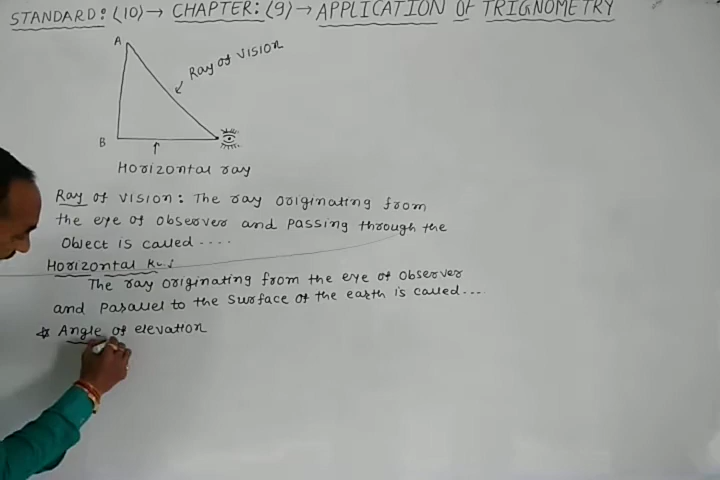 STANDARD: (10) → CHAPTER: (9) → APPLICATION OF TRIGNOMETRY
A
Ray of vision
B
Horizontal ray
Ray of vision: The ray originating from
the eye of observer and passing through the
object is called ....
Horizontal
The ray originating from the eye of observer
and parallel to the surface of the earth is called....
* Angle of elevation